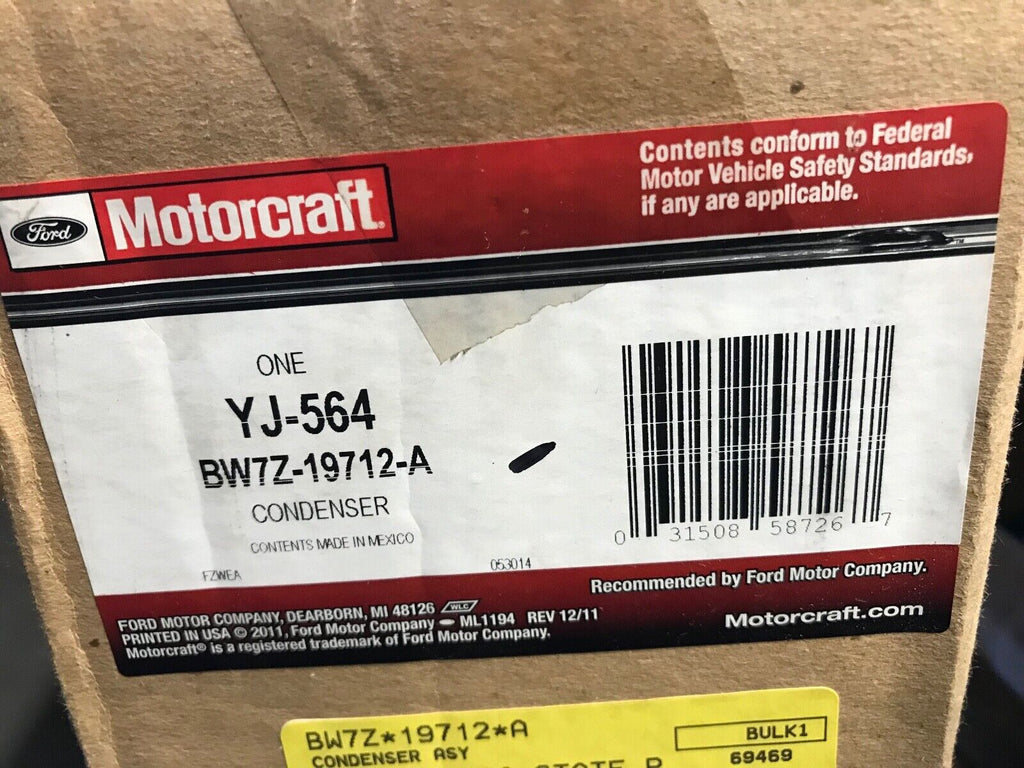 Ford Motorcraft®
Contents conform to Federal
Motor Vehicle Safety Standards,
if any are applicable.
ONE
YJ-564
BW7Z-19712-A
CONDENSER
CONTENTS MADE IN MEXICO
FZWEA
053014
0 31508 58726 7
Recommended by Ford Motor Company.
Motorcraft.com
FORD MOTOR COMPANY, DEARBORN, MI 48126 WLC
PRINTED IN USA © 2011, Ford Motor Company ML1194 REV 12/11
Motorcraft® is a registered trademark of Ford Motor Company.
BW7Z*19712*A
CONDENSER ASY
BULK1
69469